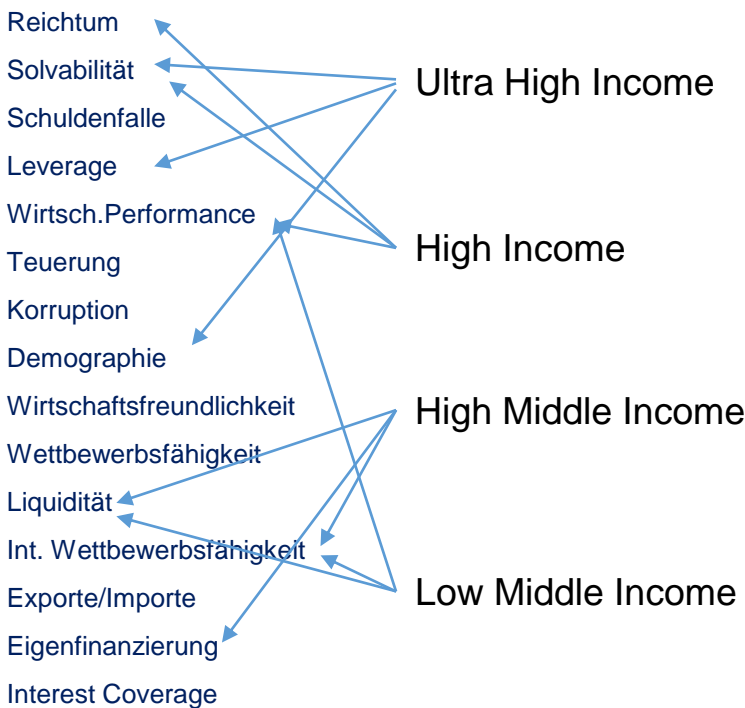 Reichtum
Solvabilität
Schuldenfalle
Leverage
Wirtsch.Performance
Teuerung
Korruption
Demographie
Wirtschaftsfreundlichkeit
Wettbewerbsfähigkeit
Liquidität
Int. Wettbewerbsfähigkeit
Exporte/Importe
Eigenfinanzierung
Interest Coverage
Ultra High Income
High Income
High Middle Income
Low Middle Income